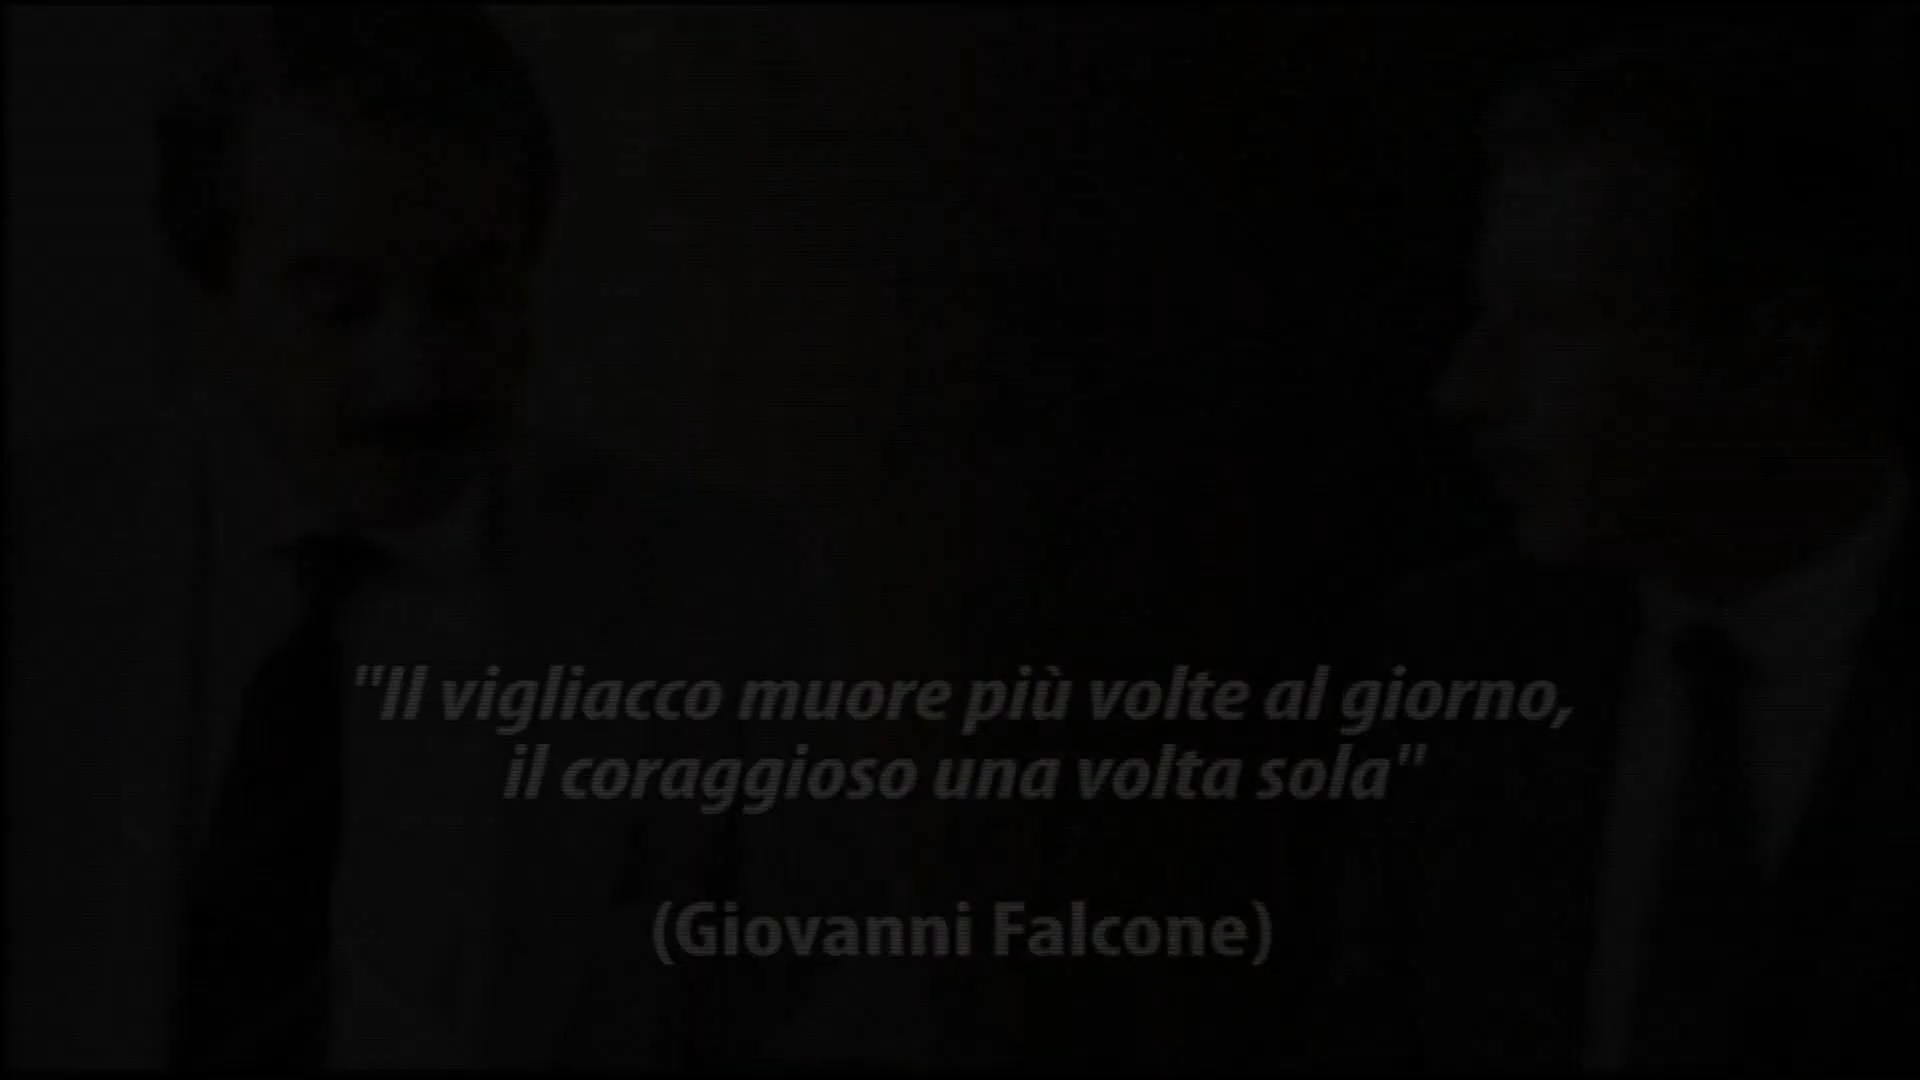 "Il vigliacco muore più volte al giorno,
il coraggioso una volta sola"
(Giovanni Falcone)